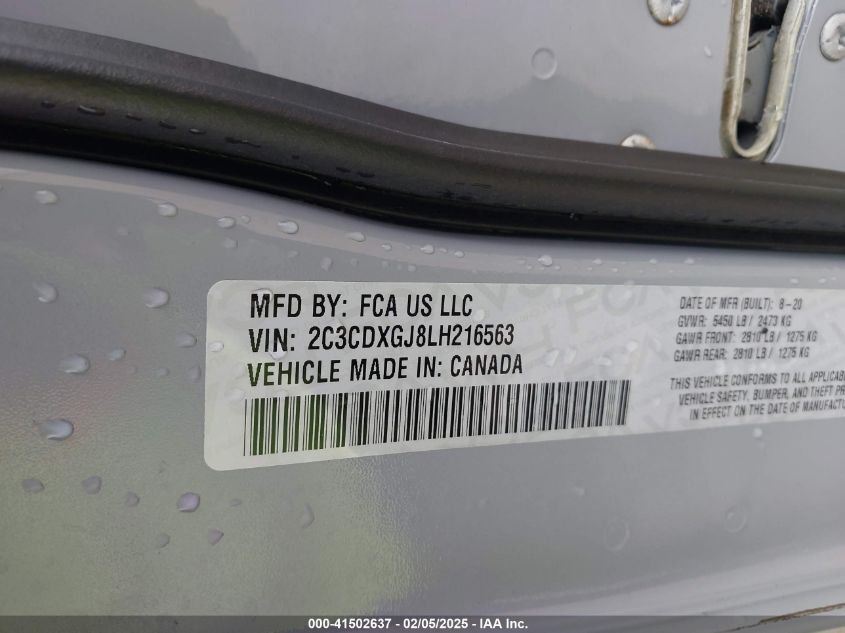 MFD BY: FCA US LLC
VIN: 2C3CDXGJ8LH216563
VEHICLE MADE IN: CANADA
DATE OF MFR (BUILT): 8-20
GVWR: 5450 LB / 2473 KG
GAWR FRONT: 2810 LB / 1275 KG
GAWR REAR: 2810 LB / 1275 KG
THIS VEHICLE CONFORMS TO ALL APPLICABL
VEHICLE SAFETY, BUMPER, AND THEFT PR
IN EFFECT ON THE DATE OF MANUFACTU
000-41502637 - 02/05/2025 - IAA Inc.